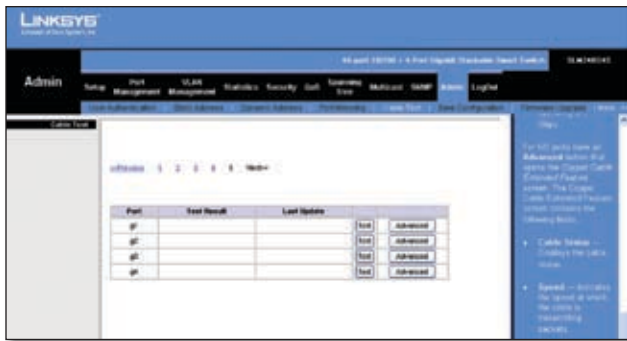 LINKSYS
A Division of Cisco Systems, Inc.
48-port 10/100 + 4-Port Gigabit Stackable Smart Switch
Admin
Setup Port Management VLAN Management Statistics Security QoS Spanning Tree Multicast SNMP Admin LogOut
User Authentication Static Address Dynamic Address Port Mirroring Cable Test Save Configuration Firmware Upgrade
Cable Test
<<Previous 1 2 3 4 5 Next>>
Port Test Result Last Update
g1 Test Advanced
g2 Test Advanced
g3 Test Advanced
g4 Test Advanced
For GE ports have an
Advanced button that
opens the Copper Cable
Extended Feature
screen. The Copper
Cable Extended Feature
screen contains the
following fields:
• Cable Status —
Displays the cable
status.
• Speed — Indicates
the speed at which
the cable is
transmitting
packets.